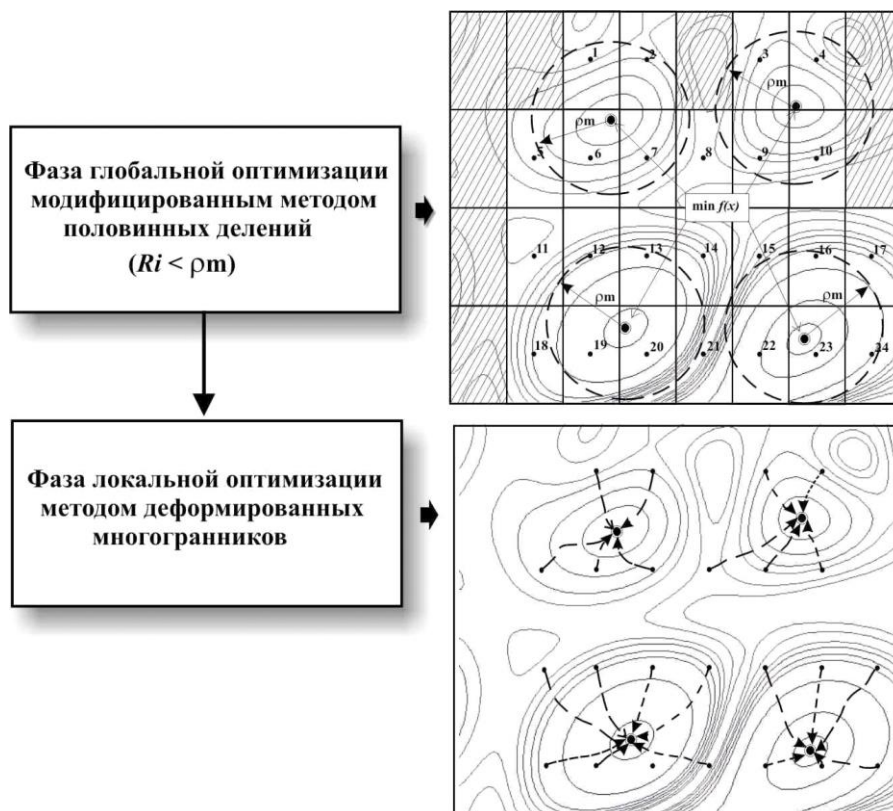 Фаза глобальной оптимизации
модифицированным методом
половинных делений
(Ri < ρm)
Фаза локальной оптимизации
методом деформированных
многогранников
1
2
3
4
ρm
ρm
5
6
7
8
9
10
min f(x)
11
12
13
14
15
16
17
ρm
ρm
18
19
20
21
22
23
24